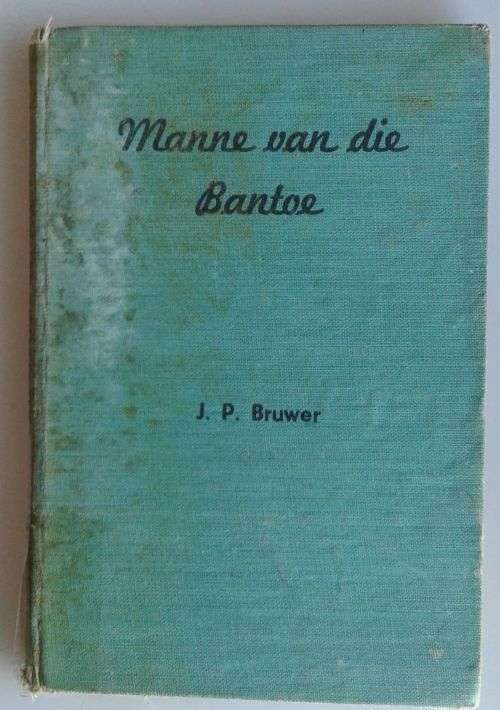 Manne van die
Bantoe
J. P. Bruwer